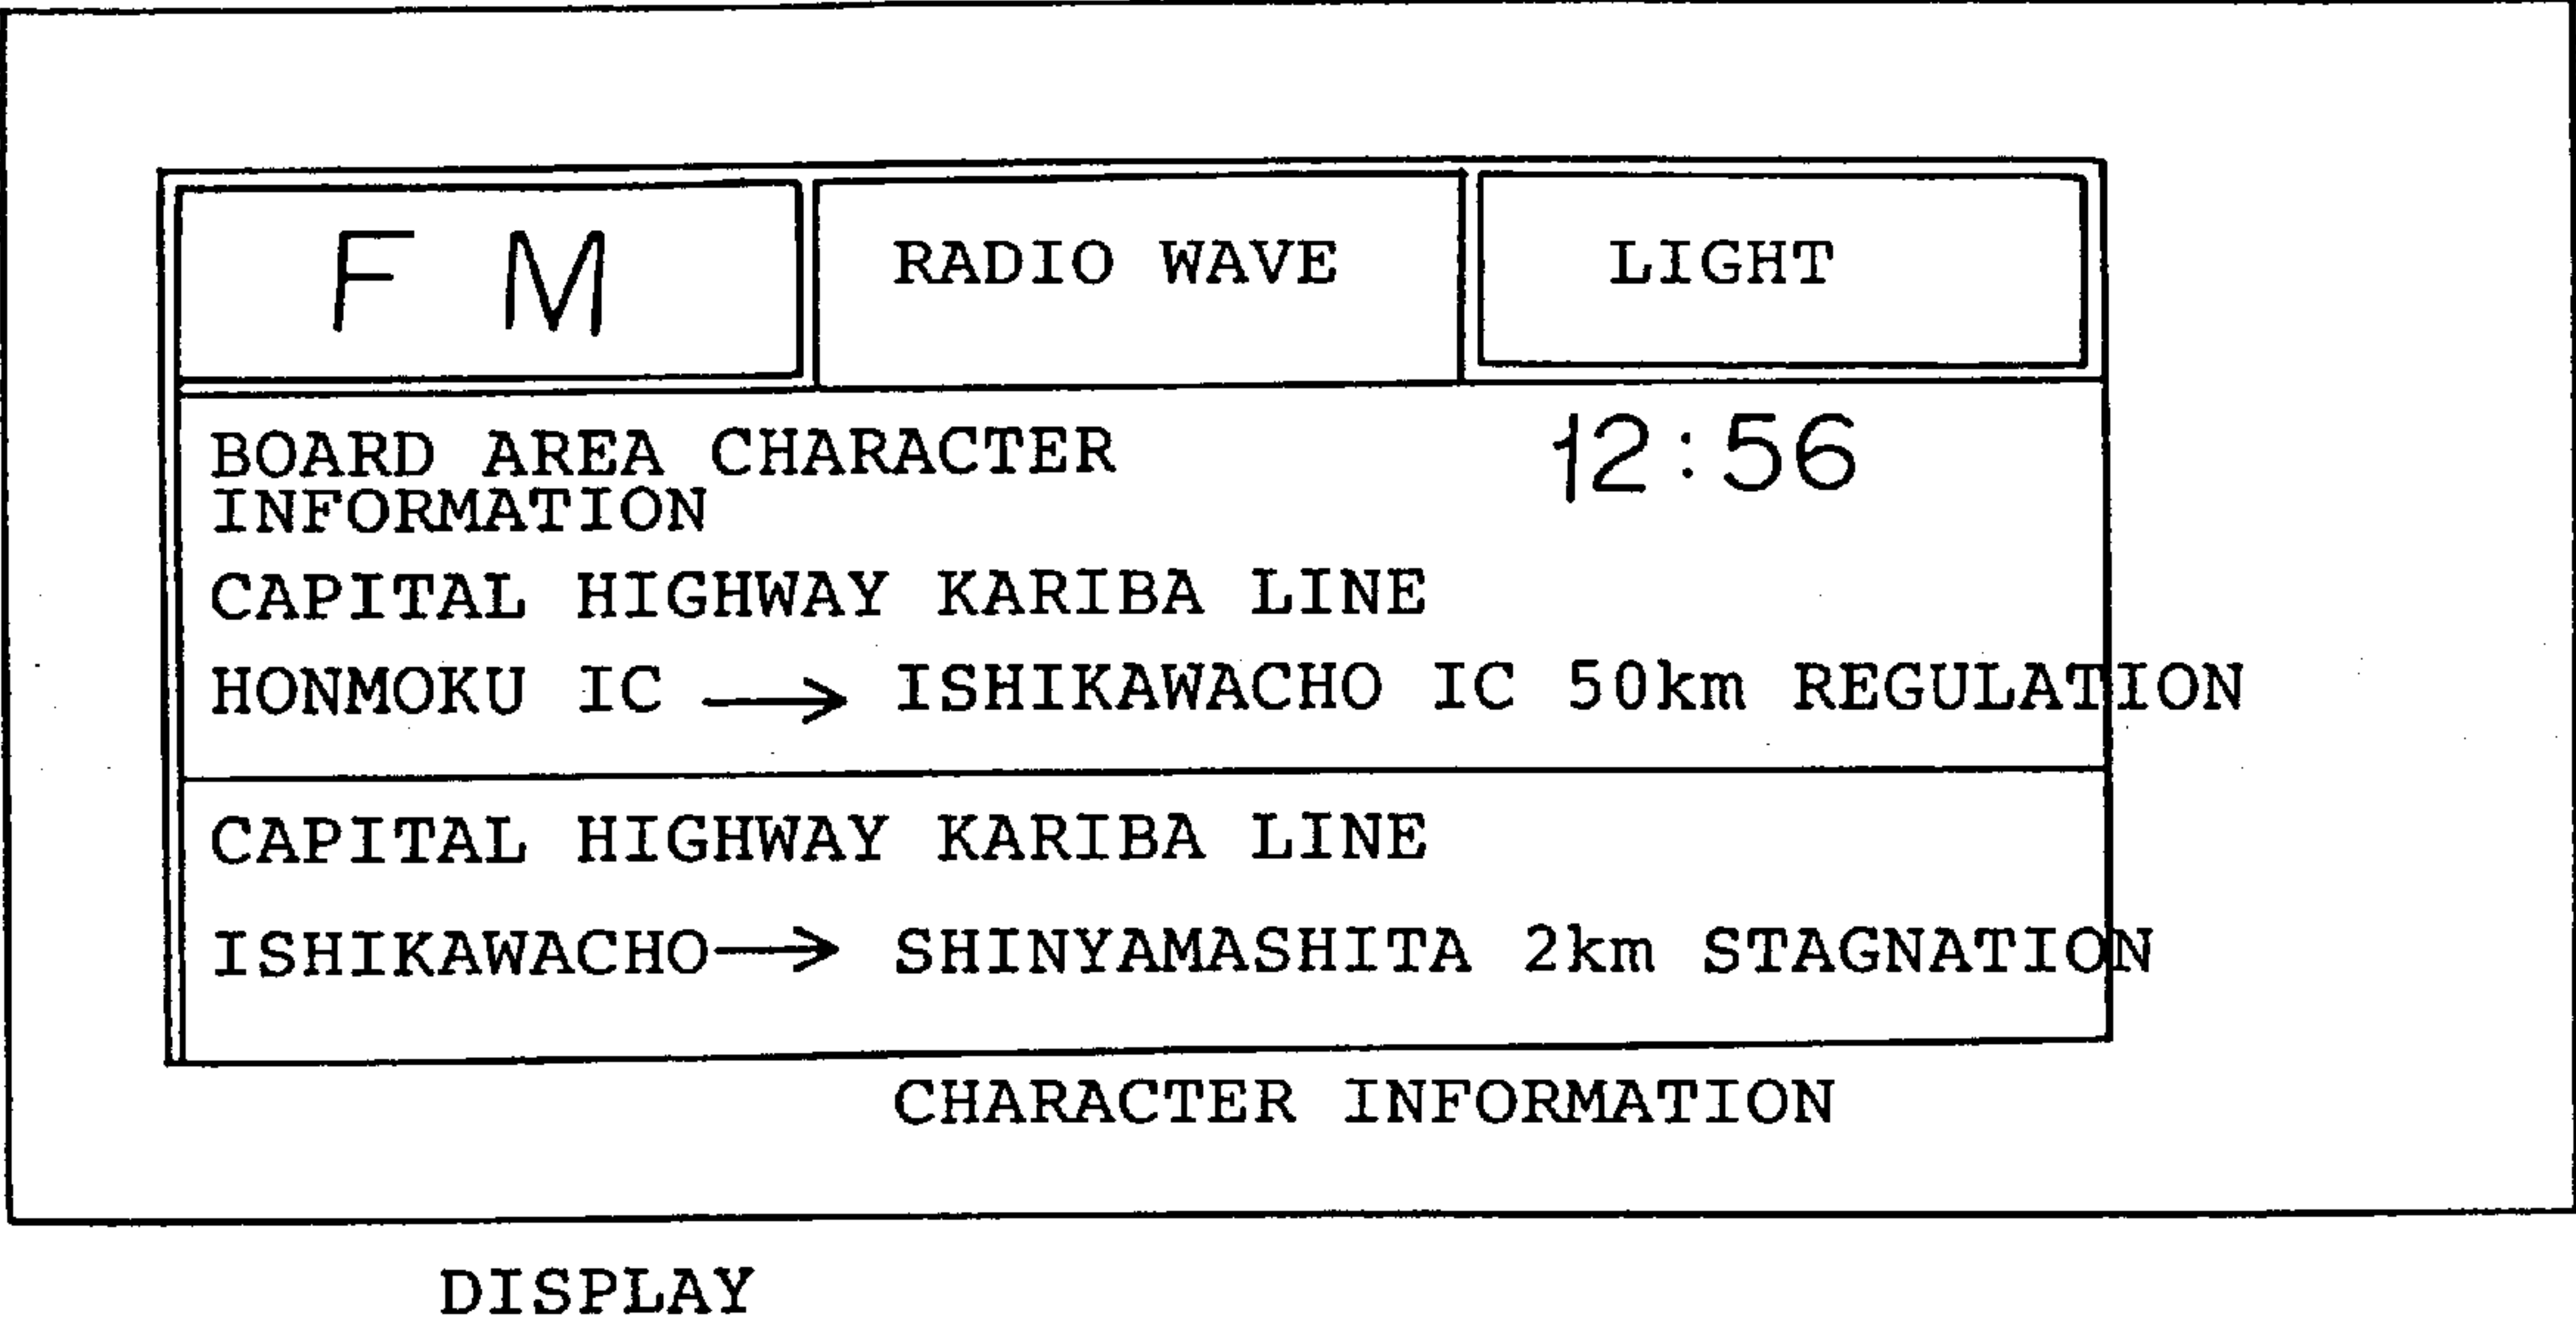 FM RADIO WAVE LIGHT
BOARD AREA CHARACTER 12:56
INFORMATION
CAPITAL HIGHWAY KARIBA LINE
HONMOKU IC → ISHIKAWACHO IC 50km REGULATION
CAPITAL HIGHWAY KARIBA LINE
ISHIKAWACHO→ SHINYAMASHITA 2km STAGNATION
CHARACTER INFORMATION
DISPLAY